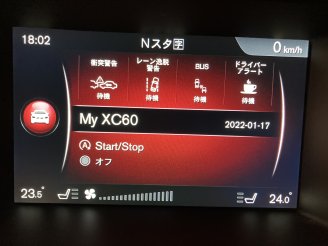 18:02
Nスタ🈑
0 km/h
衝突警告
レーン逸脱
警告
BLIS
ドライバー
アラート
待機
待機
待機
待機
My XC60
2022-01-17
Start/Stop
オフ
23.5°
24.0°